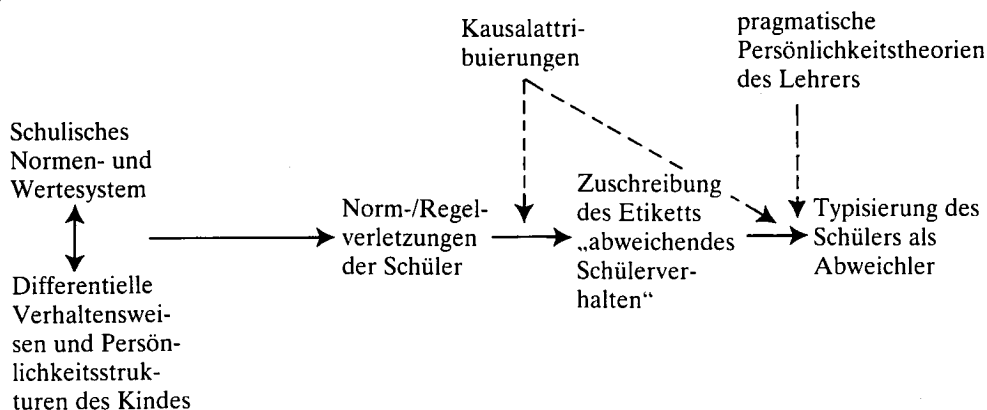 Kausalattri-
buierungen
pragmatische
Persönlichkeitstheorien
des Lehrers
Schulisches
Normen- und
Wertesystem
Differentielle
Verhaltenswei-
sen und Persön-
lichkeitsstruk-
turen des Kindes
Norm-/Regel-
verletzungen
der Schüler
Zuschreibung
des Etiketts
„abweichendes
Schülerver-
halten“
Typisierung des
Schülers als
Abweichler